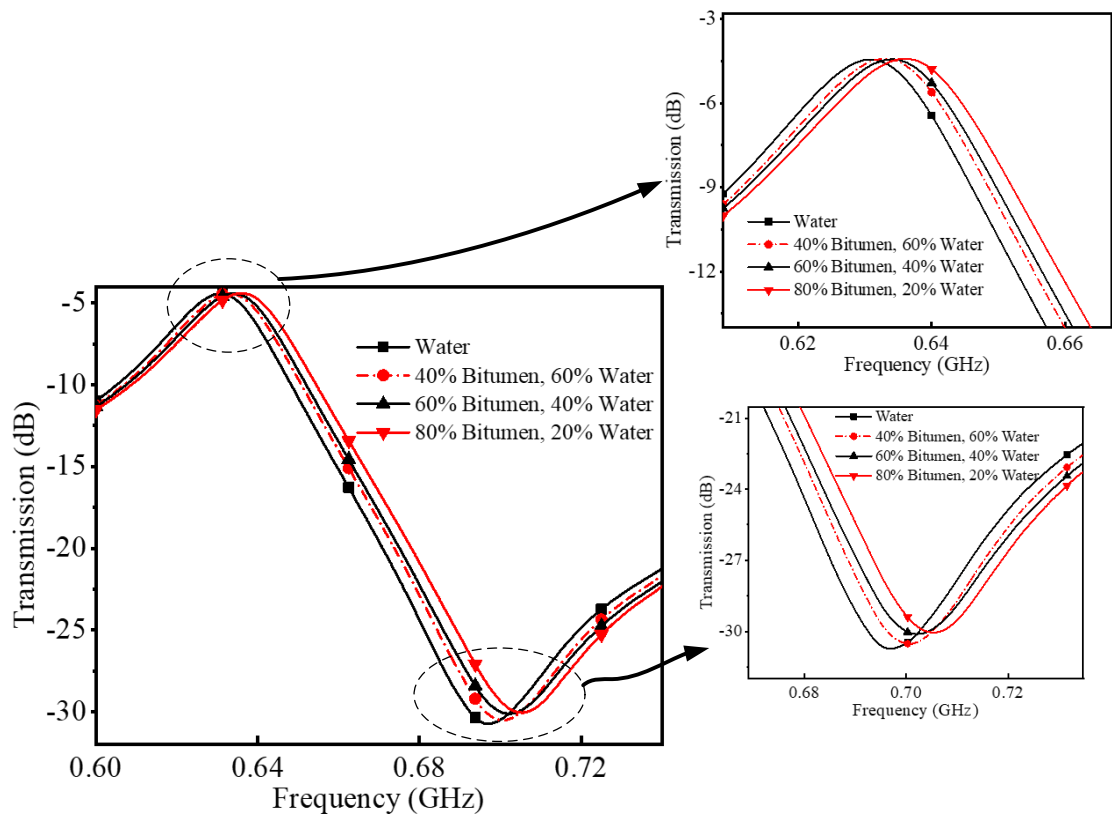 -5
-10
-15
-20
-25
-30
0.60
0.64
0.68
0.72
Transmission (dB)
Frequency (GHz)
Water
40% Bitumen, 60% Water
60% Bitumen, 40% Water
80% Bitumen, 20% Water
-3
-6
-9
-12
0.62
0.64
0.66
Transmission (dB)
Frequency (GHz)
Water
40% Bitumen, 60% Water
60% Bitumen, 40% Water
80% Bitumen, 20% Water
-21
-24
-27
-30
0.68
0.70
0.72
Transmission (dB)
Frequency (GHz)
Water
40% Bitumen, 60% Water
60% Bitumen, 40% Water
80% Bitumen, 20% Water